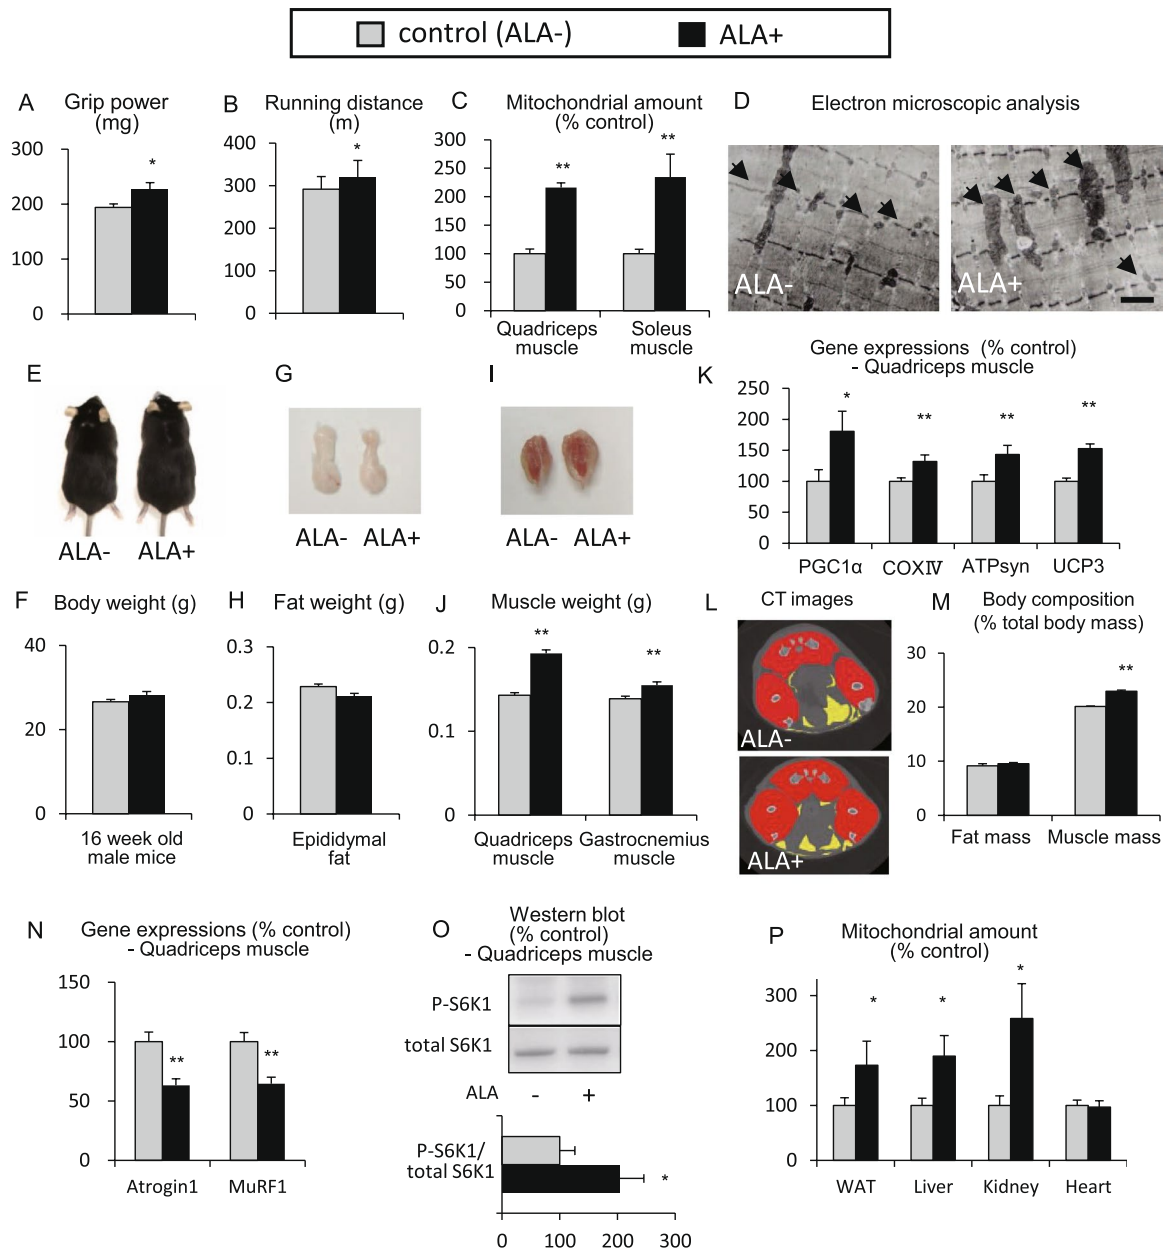 control (ALA-) ALA+
A Grip power
(mg)
300
200
100
0
*
B Running distance
(m)
400
300
200
100
0
*
C Mitochondrial amount
(% control)
300
250
200
150
100
50
0
** **
Quadriceps
muscle
Soleus
muscle
D Electron microscopic analysis
ALA- ALA+
E
ALA- ALA+
G
ALA- ALA+
I
ALA- ALA+
K Gene expressions (% control)
- Quadriceps muscle
250
200
150
100
50
0
* ** ** **
PGC1α COXⅣ ATPsyn UCP3
F Body weight (g)
40
20
0
16 week old
male mice
H Fat weight (g)
0.3
0.2
0.1
0
Epididymal
fat
J Muscle weight (g)
0.2
0.1
0
** **
Quadriceps
muscle
Gastrocnemius
muscle
L CT images
ALA-
ALA+
M Body composition
(% total body mass)
30
20
10
0
**
Fat mass Muscle mass
N Gene expressions (% control)
- Quadriceps muscle
150
100
50
0
** **
Atrogin1 MuRF1
O Western blot
(% control)
- Quadriceps muscle
P-S6K1
total S6K1
ALA - +
P-S6K1/
total S6K1
*
0 100 200 300
P Mitochondrial amount
(% control)
300
200
100
0
* * *
WAT Liver Kidney Heart